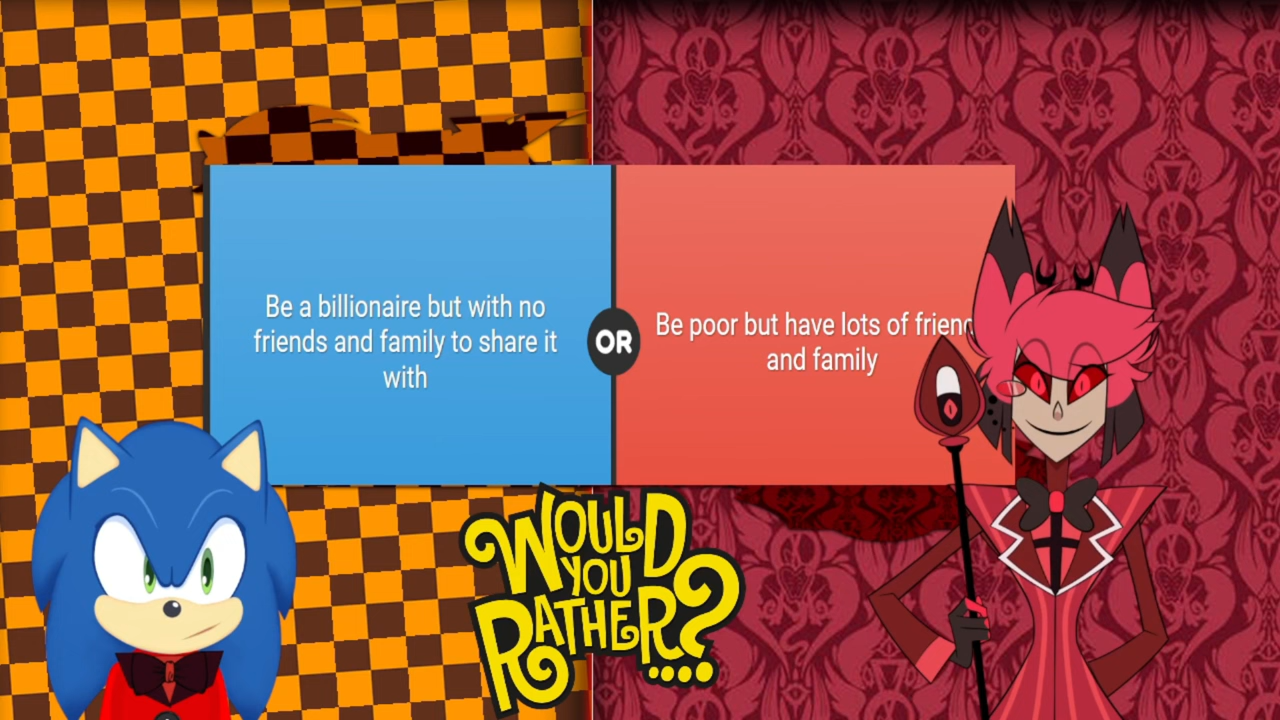 Be a billionaire but with no
friends and family to share it
with
OR
Be poor but have lots of friend
and family
WOULD
YOU
RATHER?...